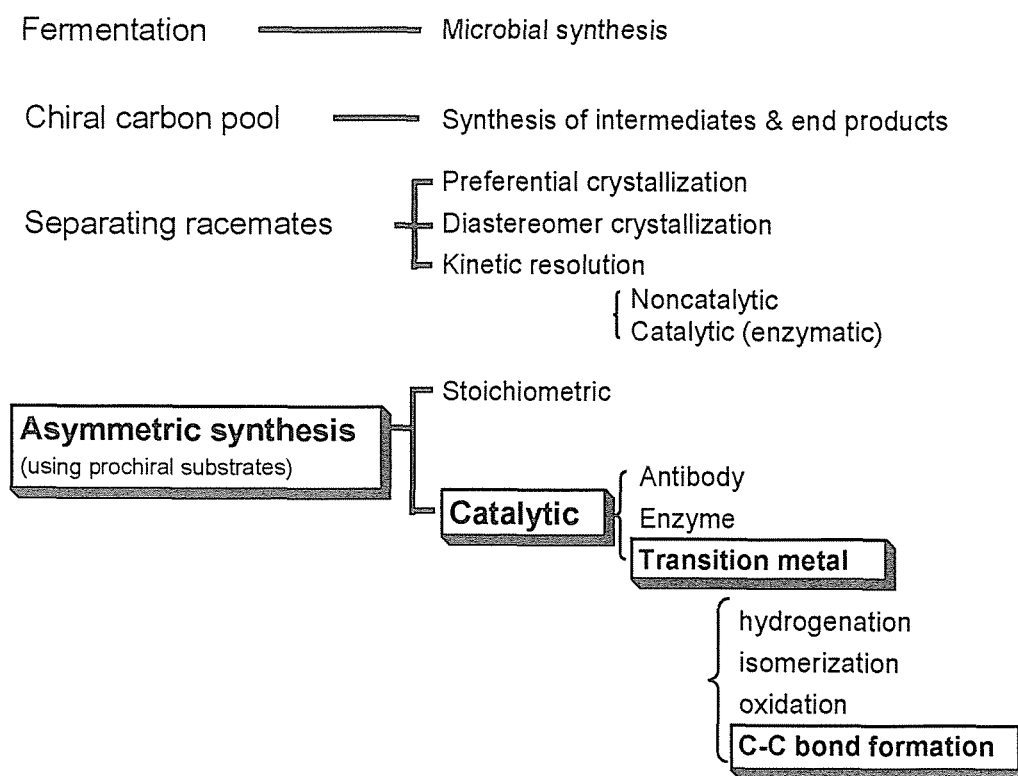 Fermentation
Microbial synthesis
Chiral carbon pool
Synthesis of intermediates & end products
Separating racemates
Preferential crystallization
Diastereomer crystallization
Kinetic resolution
Noncatalytic
Catalytic (enzymatic)
Asymmetric synthesis
(using prochiral substrates)
Stoichiometric
Catalytic
Antibody
Enzyme
Transition metal
hydrogenation
isomerization
oxidation
C-C bond formation